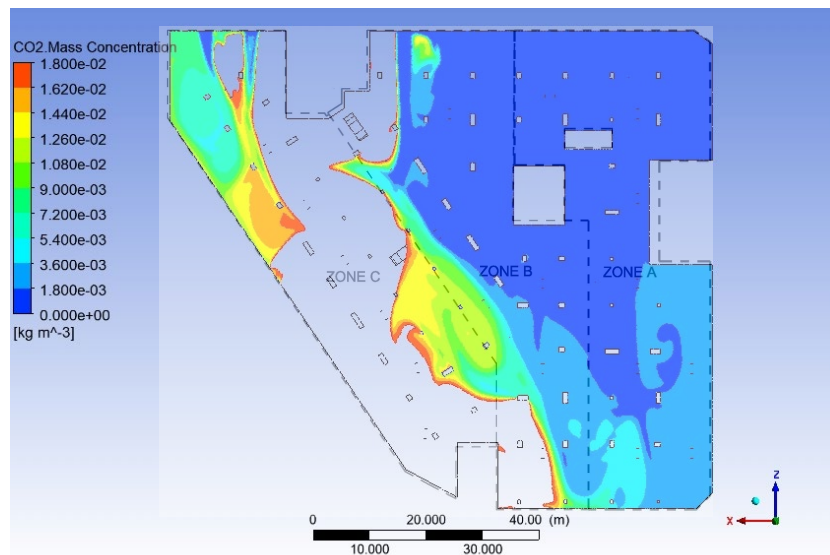 CO2.Mass Concentration
1.800e-02
1.620e-02
1.440e-02
1.260e-02
1.080e-02
9.000e-03
7.200e-03
5.400e-03
3.600e-03
1.800e-03
0.000e+00
[kg m^-3]
ZONE C
ZONE B
ZONE A
0 20.000 40.00 (m)
10.000 30.000
Z
X